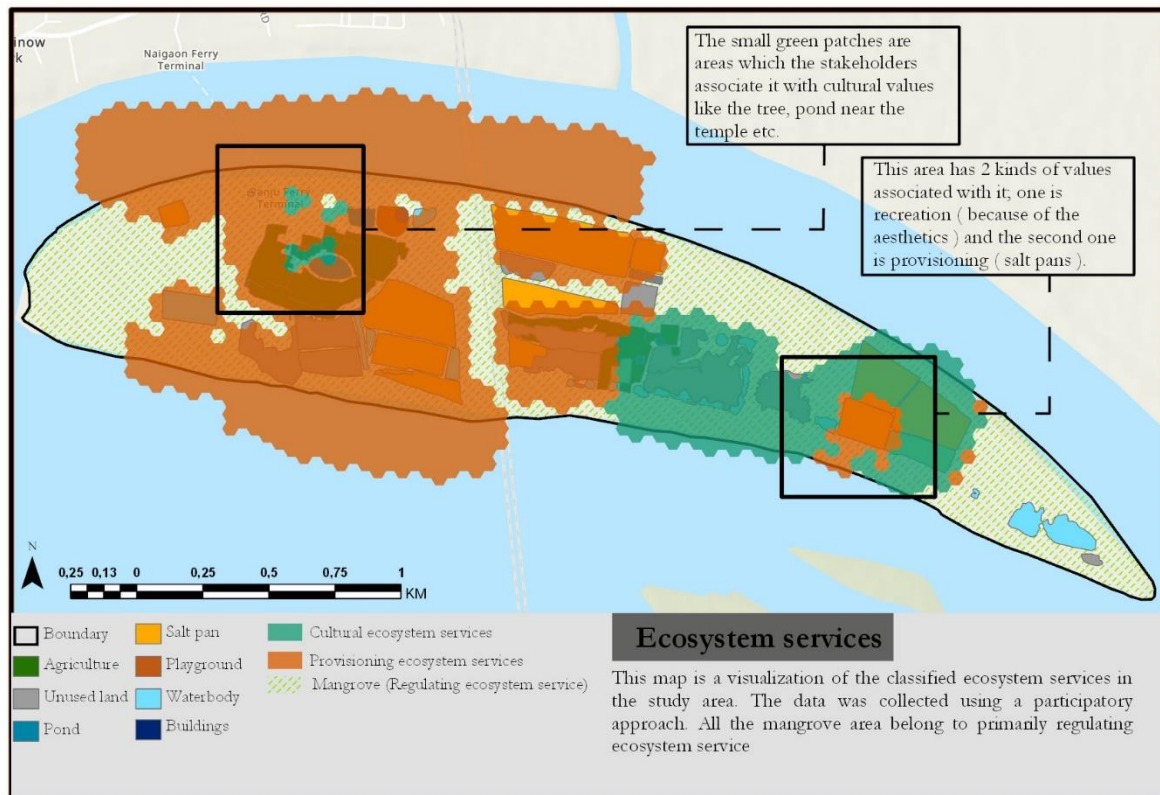 inow
k
Naigaon Ferry
Terminal
RD
The small green patches are
areas which the stakeholders
associate it with cultural values
like the tree, pond near the
temple etc.
This area has 2 kinds of values
associated with it; one is
recreation ( because of the
aesthetics ) and the second one
is provisioning ( salt pans ).
Panju Ferry
Terminal
N
0,25 0,13 0 0,25 0,5 0,75 1
KM
Boundary
Agriculture
Unused land
Pond
Salt pan
Playground
Waterbody
Buildings
Cultural ecosystem services
Provisioning ecosystem services
Mangrove (Regulating ecosystem service)
Ecosystem services
This map is a visualization of the classified ecosystem services in
the study area. The data was collected using a participatory
approach. All the mangrove area belong to primarily regulating
ecosystem service